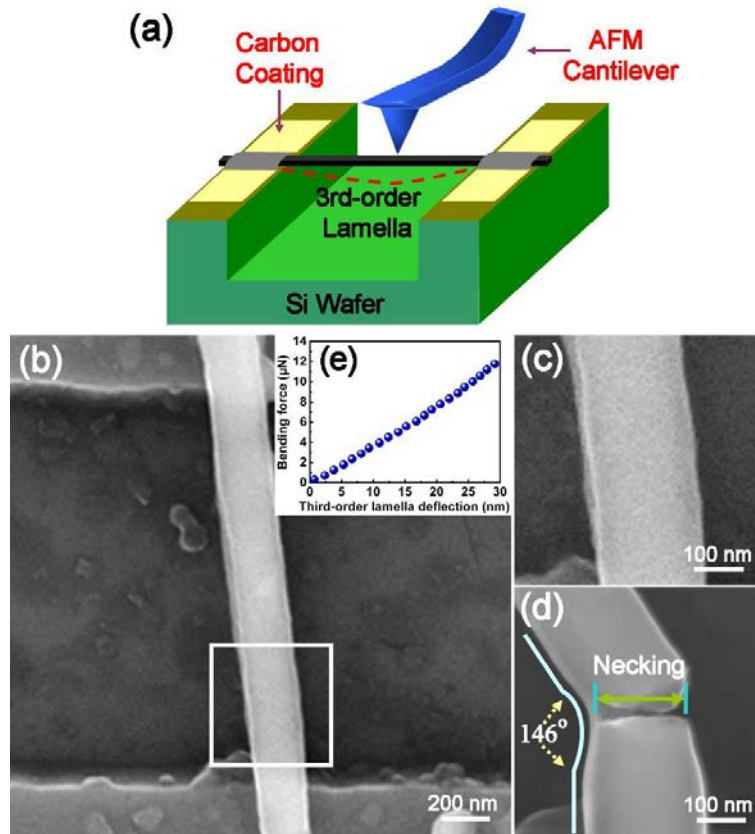 (a)
Carbon
Coating
AFM
Cantilever
3rd-order
Lamella
Si Wafer
(b)
(e)
Bending force (μN)
14
12
10
8
6
4
2
0
0 5 10 15 20 25 30
Third-order lamella deflection (nm)
200 nm
(c)
100 nm
(d)
Necking
146°
100 nm